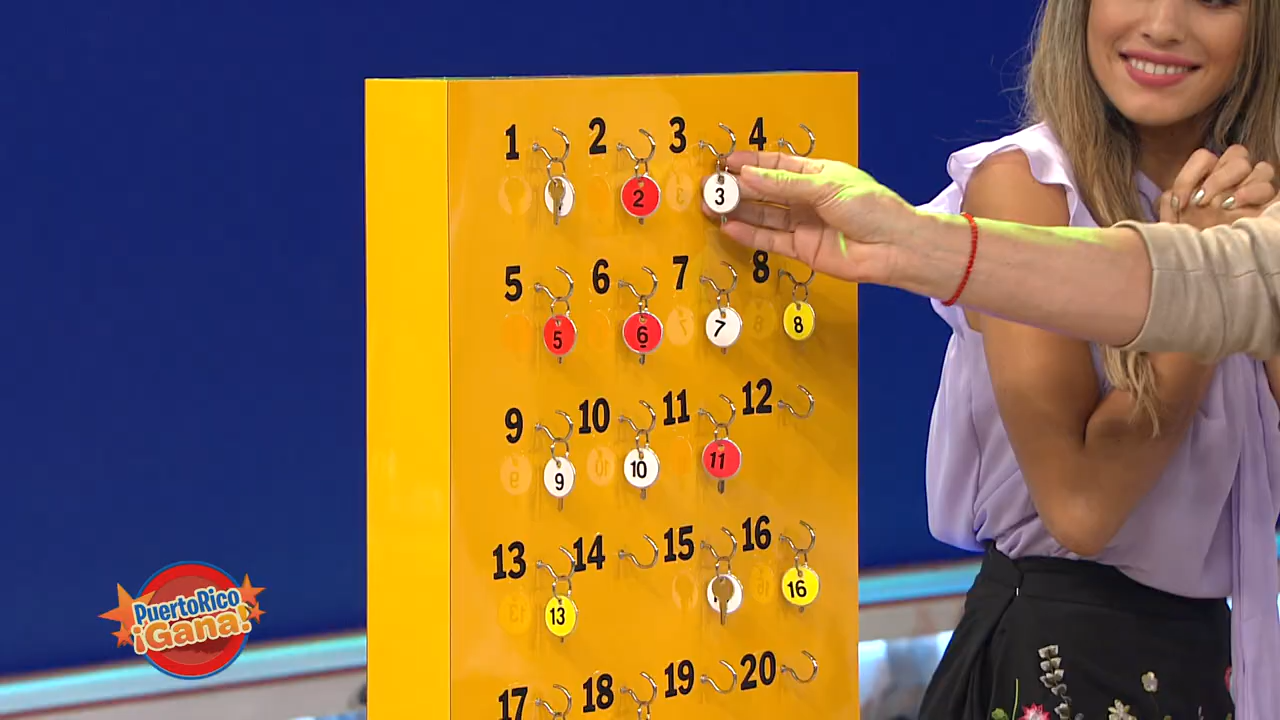 1 2 3 4
2 3
5 6 7 8
5 6 7 8
9 10 11 12
9 10 11
13 14 15 16
13 16
17 18 19 20
PuertoRico
¡Gana!